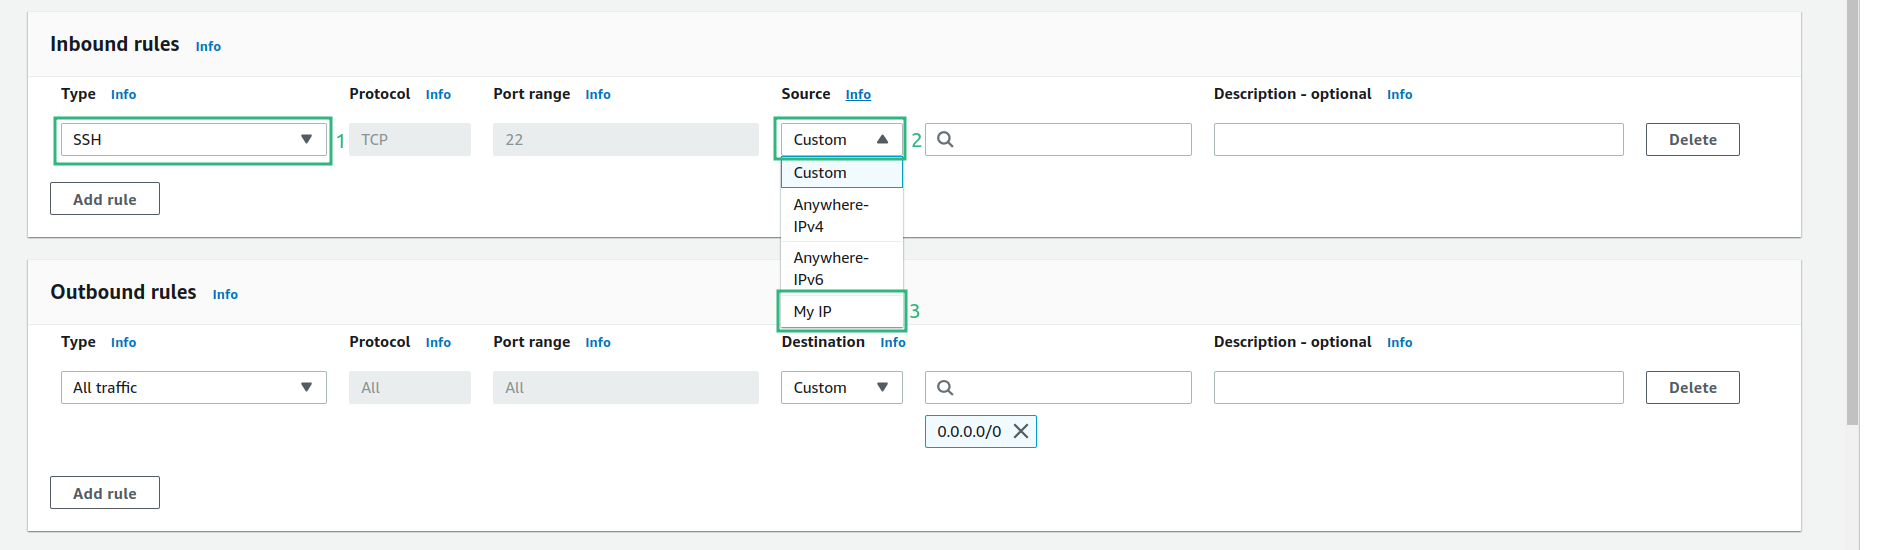 Inbound rules Info
Type Info Protocol Info Port range Info Source Info Description - optional Info
SSH 1 TCP 22 Custom 2 Delete
Custom
Add rule
Anywhere-
IPv4
Anywhere-
IPv6
My IP 3
Outbound rules Info
Type Info Protocol Info Port range Info Destination Info Description - optional Info
All traffic All All Custom Delete
0.0.0.0/0
Add rule